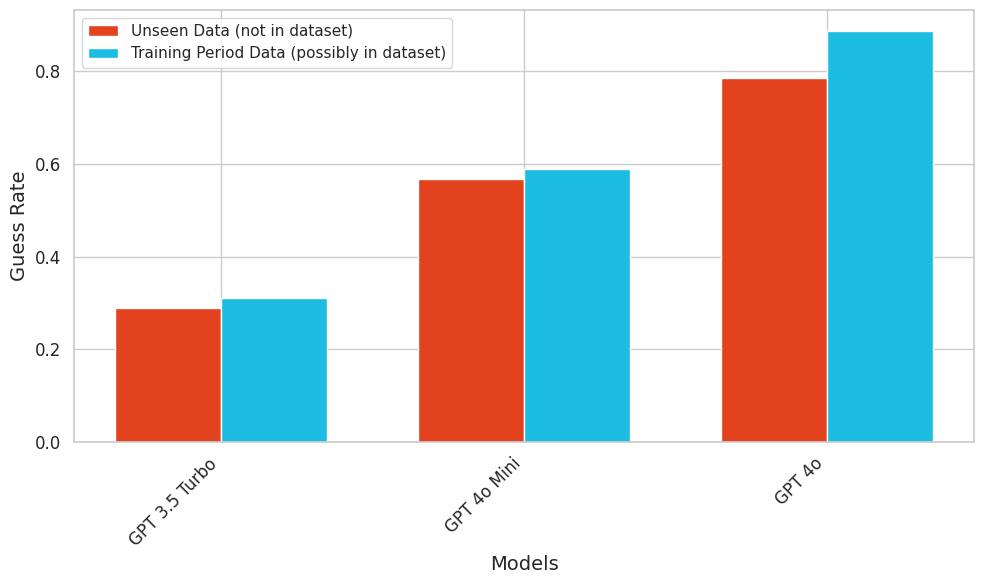 Unseen Data (not in dataset)
Training Period Data (possibly in dataset)
Guess Rate
0.8
0.6
0.4
0.2
0.0
GPT 3.5 Turbo
GPT 4o Mini
GPT 4o
Models